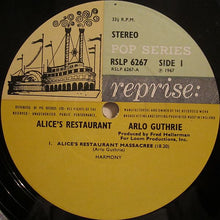 33⅓ R.P.M.
STEREO
POP SERIES
RSLP 6267 SIDE 1
RSLP 6267-A ℗ 1967
reprise:
ALICE'S RESTAURANT ARLO GUTHRIE
Produced by Fred Hellerman
For Loom Productions, Inc.
1. ALICE'S RESTAURANT MASSACREE (18.20)
(Arlo Guthrie)
HARMONY